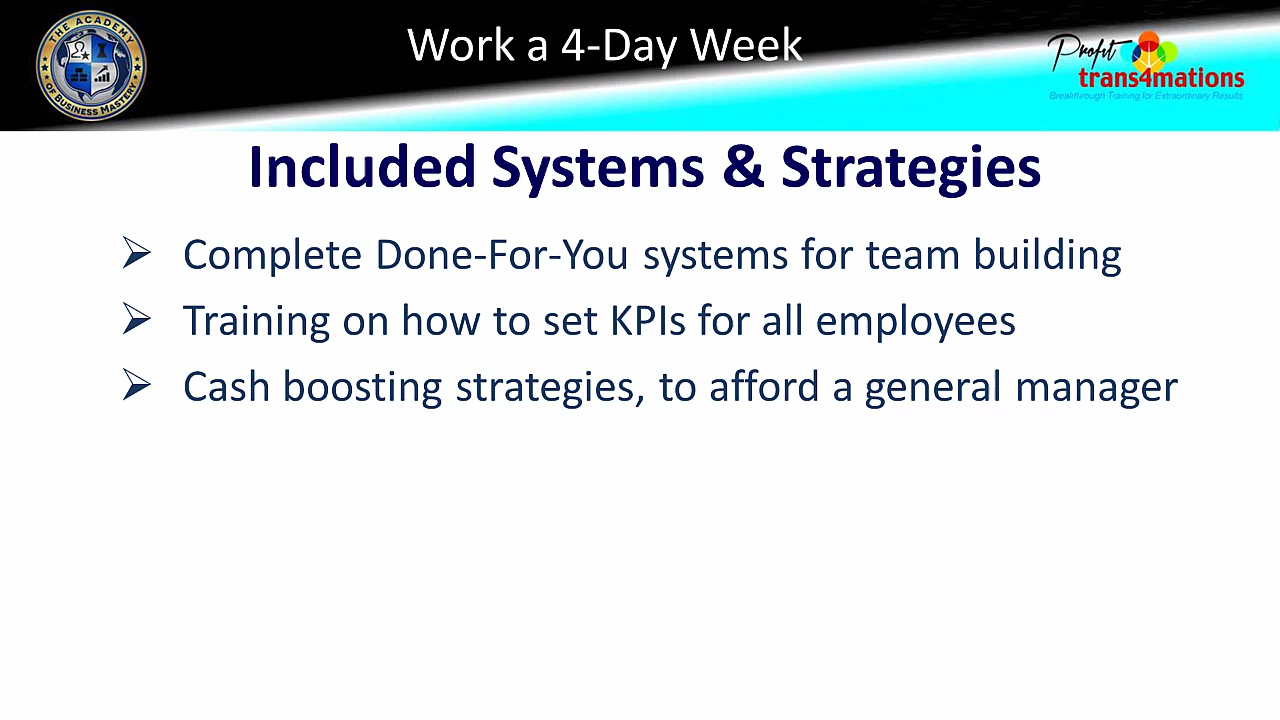 THE ACADEMY
OF BUSINESS MASTERY
Work a 4-Day Week
Profit
trans4mations
Breakthrough Training for Extraordinary Results
Included Systems & Strategies
Complete Done-For-You systems for team building
Training on how to set KPIs for all employees
Cash boosting strategies, to afford a general manager